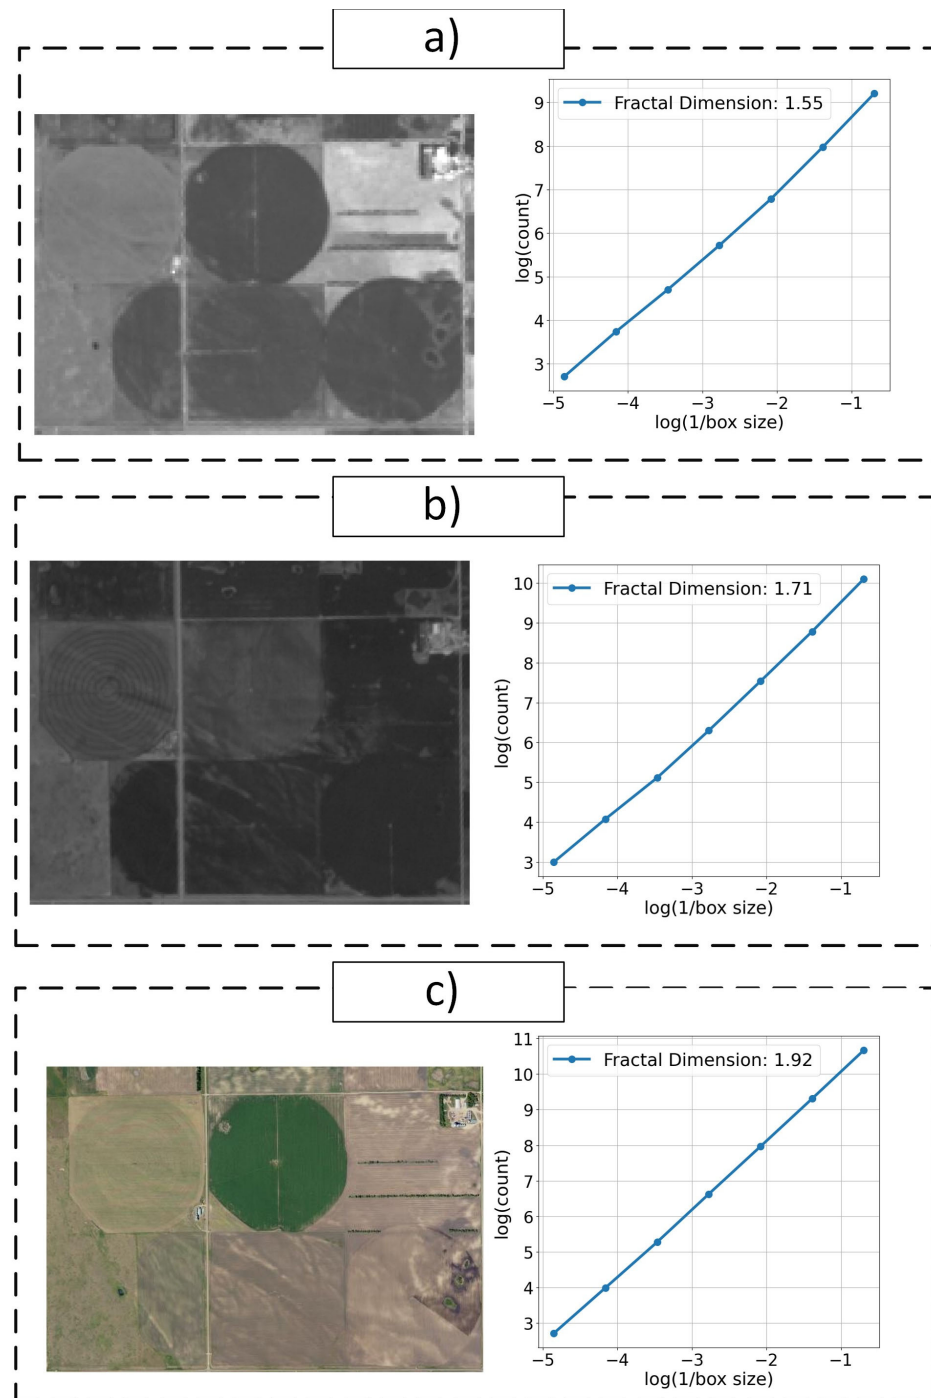 a)
Fractal Dimension: 1.55
9
8
7
6
5
4
3
log(count)
−5 −4 −3 −2 −1
log(1/box size)
b)
Fractal Dimension: 1.71
10
9
8
7
6
5
4
3
log(count)
−5 −4 −3 −2 −1
log(1/box size)
c)
Fractal Dimension: 1.92
11
10
9
8
7
6
5
4
3
log(count)
−5 −4 −3 −2 −1
log(1/box size)